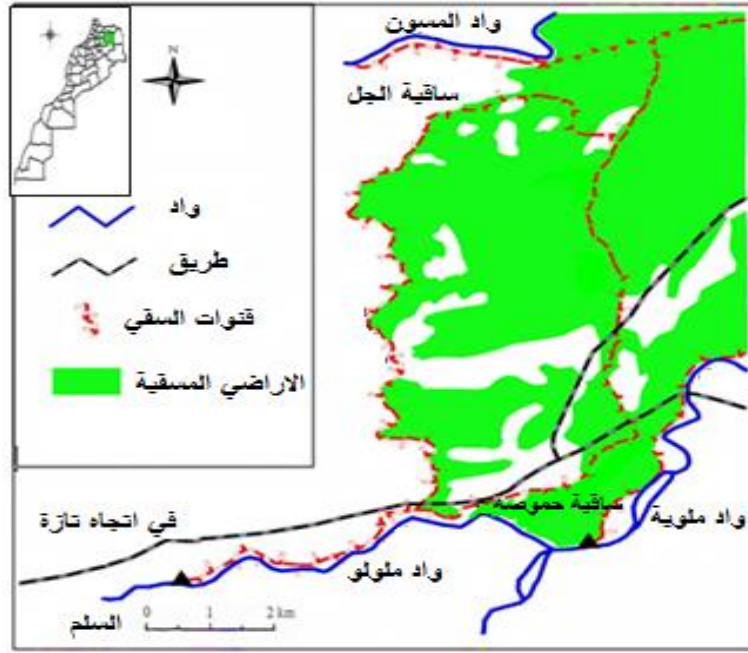 واد المسون
N
ساقية الجل
واد
طريق
قنوات السقي
الاراضي المسقية
ساقية حموصة
واد ملوية
في اتجاه تازة
واد ملولو
السلم
0 1 2 km